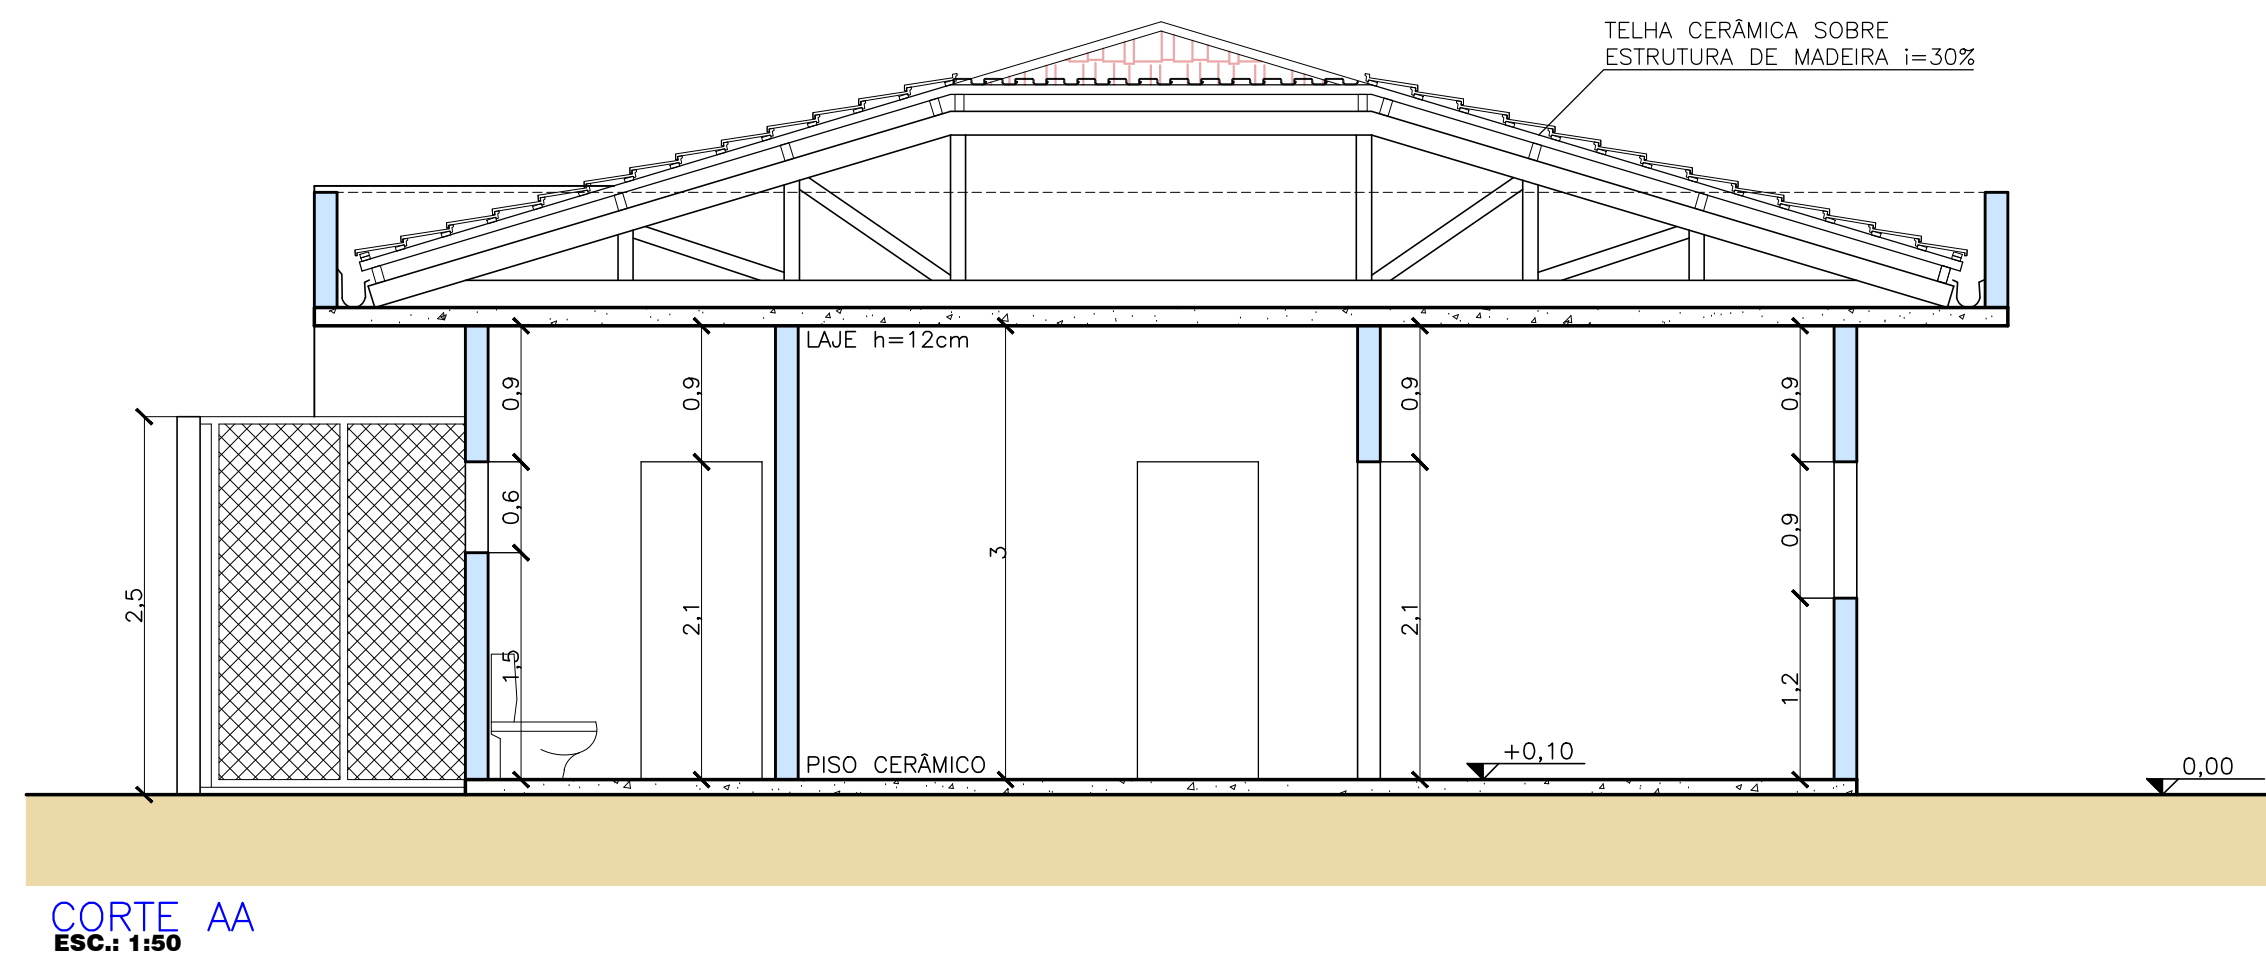 TELHA CERÂMICA SOBRE
ESTRUTURA DE MADEIRA i=30%
LAJE h=12cm
0,9
0,9
0,9
0,9
0,6
3
0,9
2,5
2,1
2,1
1,5
1,2
PISO CERÂMICO
+0,10
0,00
CORTE AA
ESC.: 1:50